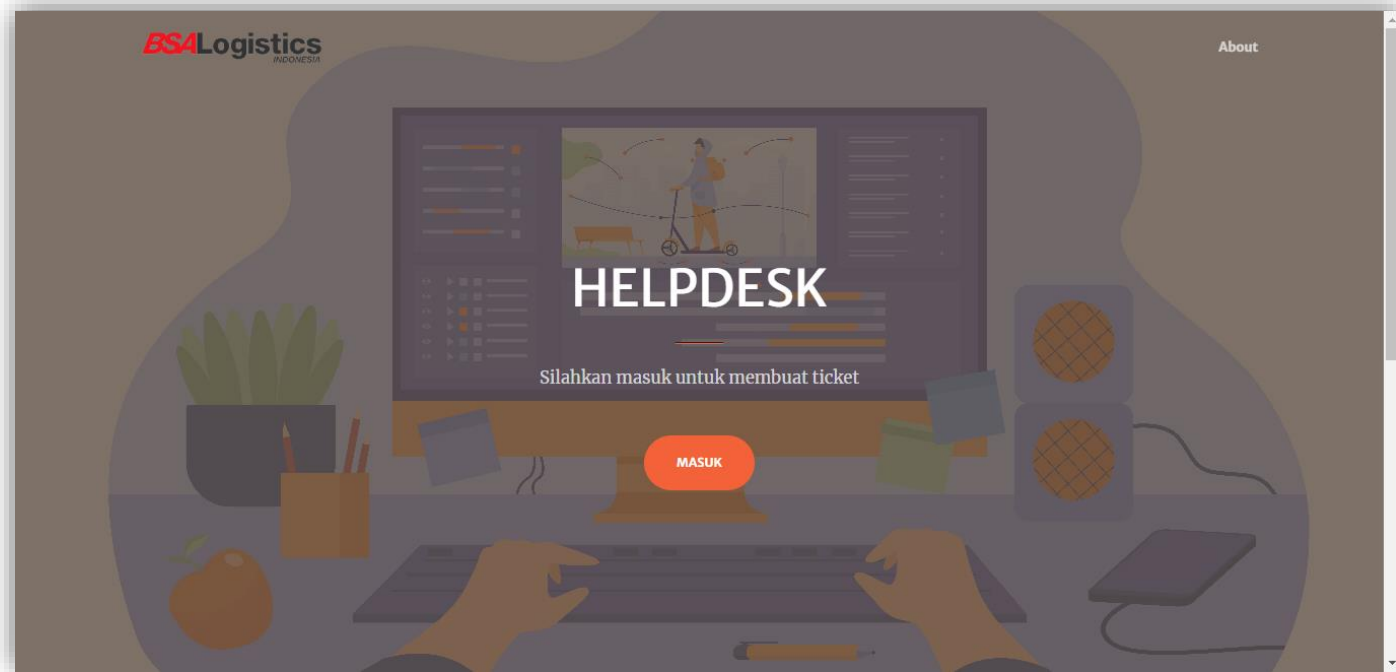 BSALogistics
INDONESIA
About
HELPDESK
Silahkan masuk untuk membuat ticket
MASUK